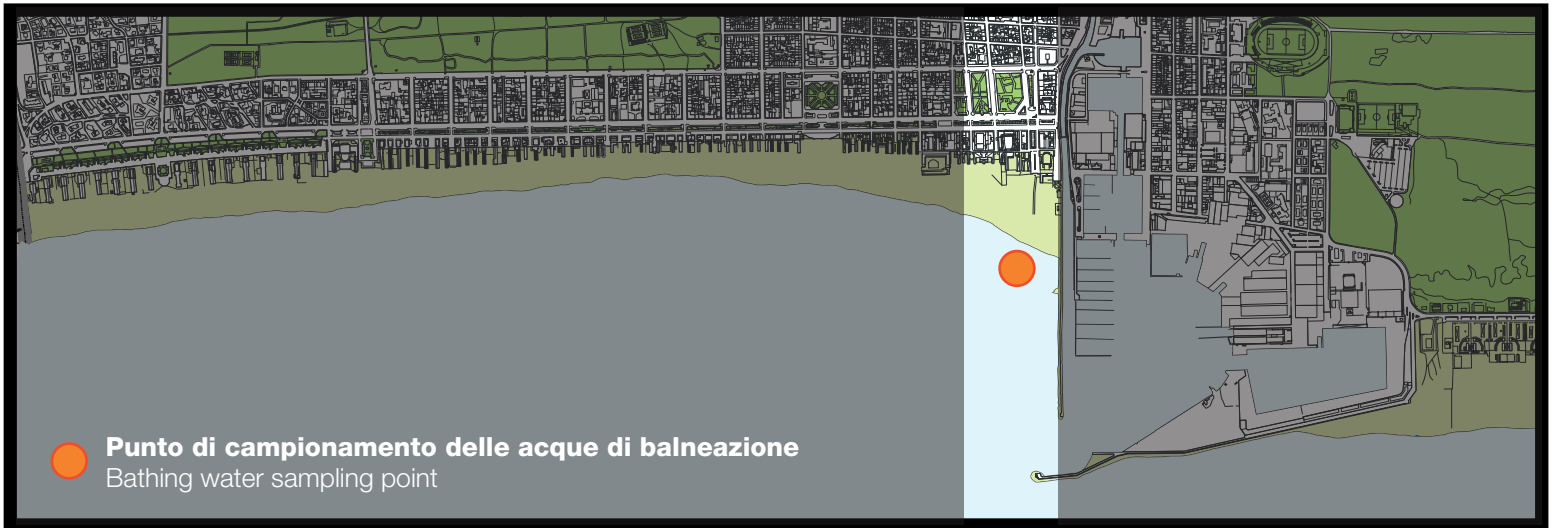 Punto di campionamento delle acque di balneazione
Bathing water sampling point